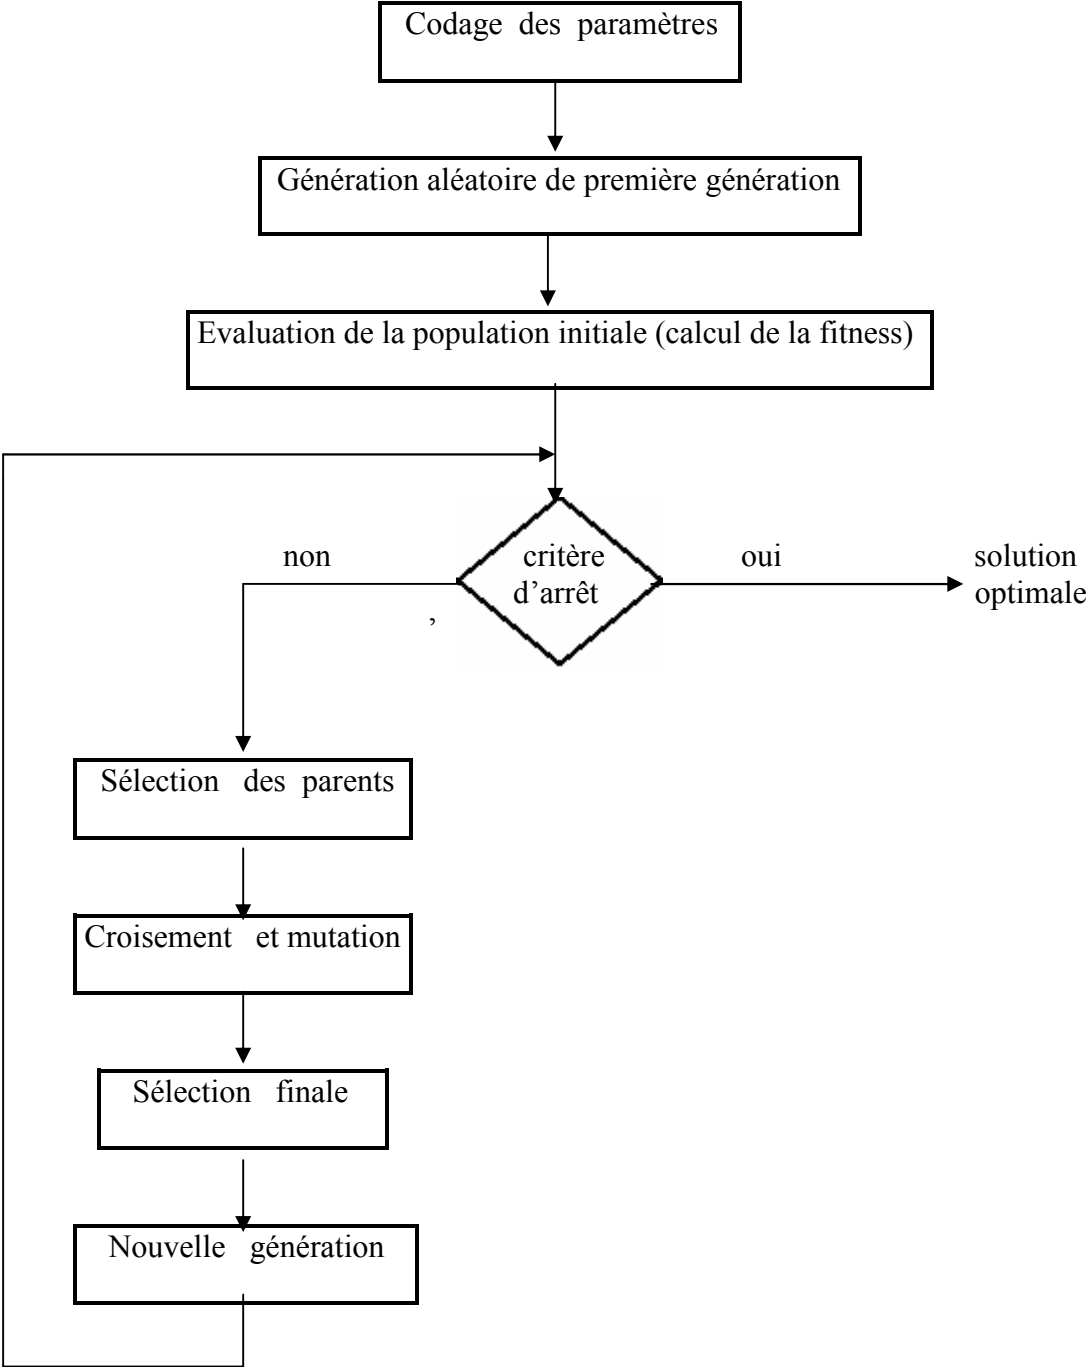 Codage des paramètres
Génération aléatoire de première génération
Evaluation de la population initiale (calcul de la fitness)
non
critère
d’arrêt
oui
solution
optimale
,
Sélection des parents
Croisement et mutation
Sélection finale
Nouvelle génération